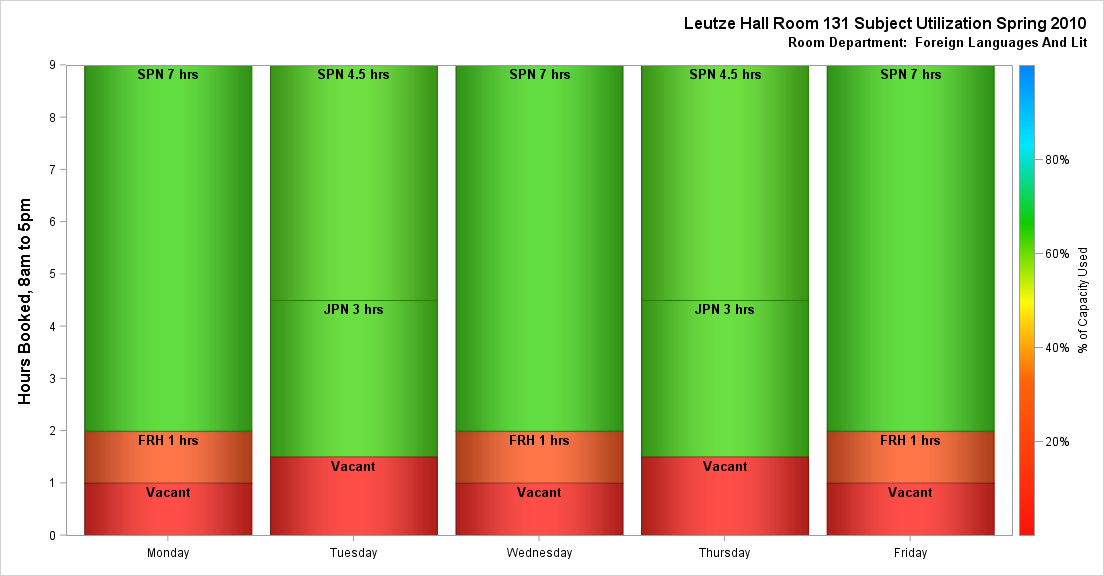 Leutze Hall Room 131 Subject Utilization Spring 2010
Room Department:  Foreign Languages And Lit
Hours Booked, 8am to 5pm
9
8
7
6
5
4
3
2
1
0
SPN 7 hrs
FRH 1 hrs
Vacant
SPN 4.5 hrs
JPN 3 hrs
Vacant
SPN 7 hrs
FRH 1 hrs
Vacant
SPN 4.5 hrs
JPN 3 hrs
Vacant
SPN 7 hrs
FRH 1 hrs
Vacant
Monday
Tuesday
Wednesday
Thursday
Friday
80%
60%
40%
20%
% of Capacity Used